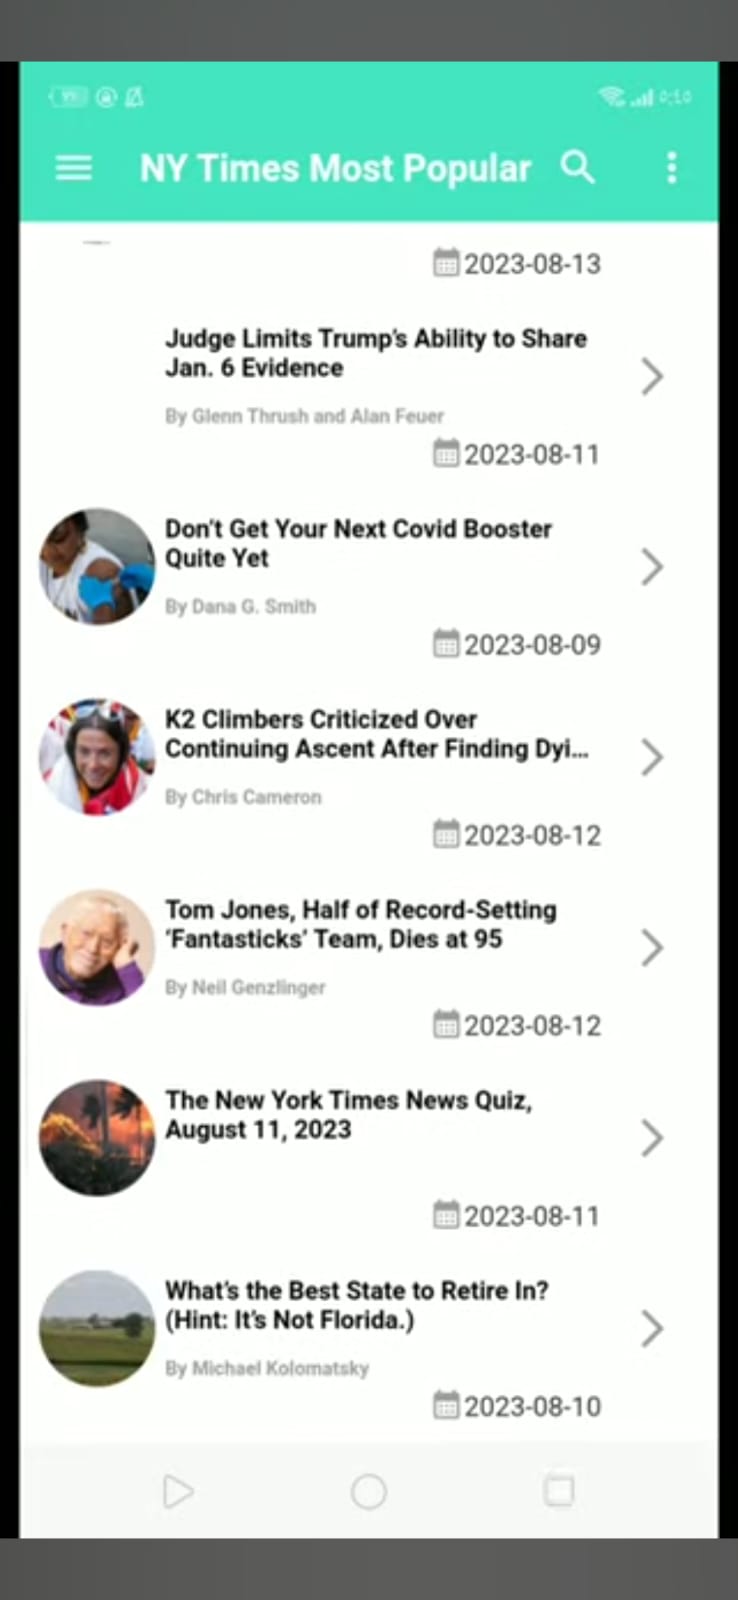 NY Times Most Popular
2023-08-13
Judge Limits Trump's Ability to Share
Jan. 6 Evidence
By Glenn Thrush and Alan Feuer
2023-08-11
Don't Get Your Next Covid Booster
Quite Yet
By Dana G. Smith
2023-08-09
K2 Climbers Criticized Over
Continuing Ascent After Finding Dyi...
By Chris Cameron
2023-08-12
Tom Jones, Half of Record-Setting
'Fantasticks' Team, Dies at 95
By Neil Genzlinger
2023-08-12
The New York Times News Quiz,
August 11, 2023
2023-08-11
What's the Best State to Retire In?
(Hint: It's Not Florida.)
By Michael Kolomatsky
2023-08-10